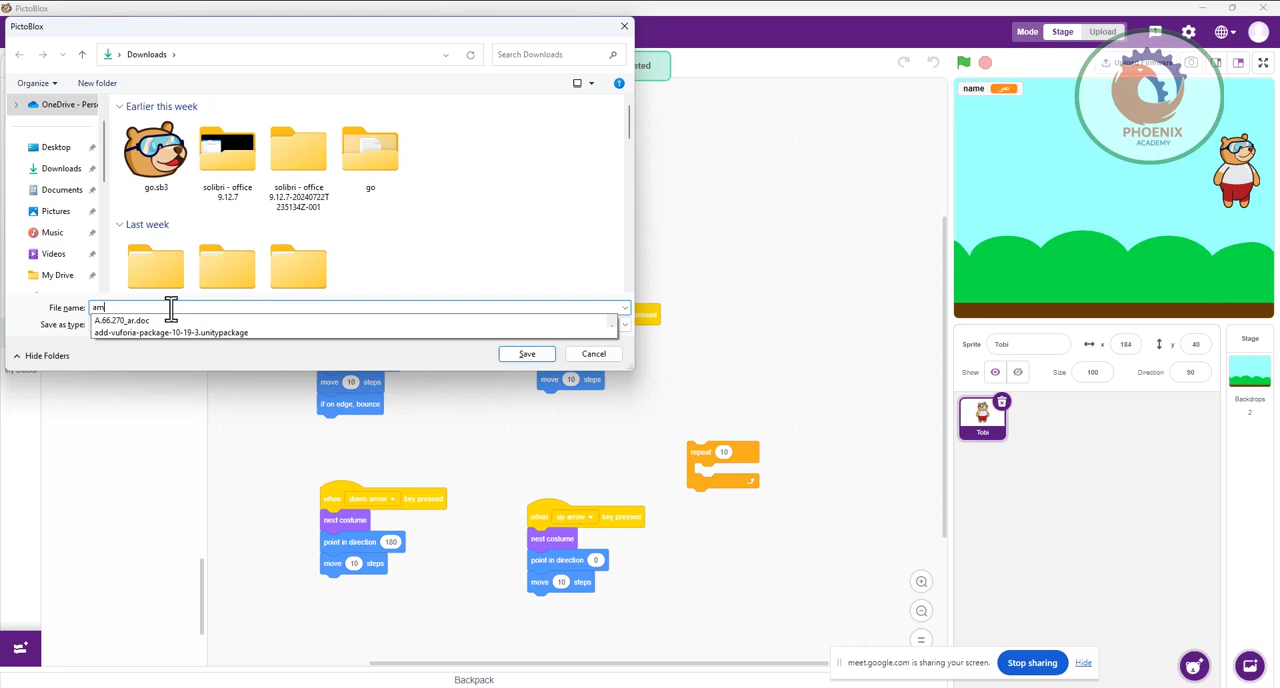 PictoBlox
PictoBlox
Downloads
Search Downloads
Organize
New folder
OneDrive - Pers
Desktop
Downloads
Documents
Pictures
Music
Videos
My Drive
Earlier this week
go.sb3
solibri - office
9.12.7
solibri - office
9.12.7-20240722T
235134Z-001
go
Last week
File name: am
A.66.270_ar.doc
add-vuforia-package-10-19-3.unitypackage
Save as type:
Hide Folders
Save
Cancel
Mode
Stage
Upload
Upload Firmware
name
PHOENIX
ACADEMY
move 10 steps
if on edge, bounce
move 10 steps
repeat 10
when down arrow key pressed
next costume
point in direction 180
move 10 steps
when up arrow key pressed
next costume
point in direction 0
move 10 steps
Sprite Tobi x 184 y 40
Show Size 100 Direction 90
Tobi
Stage
Backdrops
2
meet.google.com is sharing your screen.
Stop sharing
Hide
Backpack